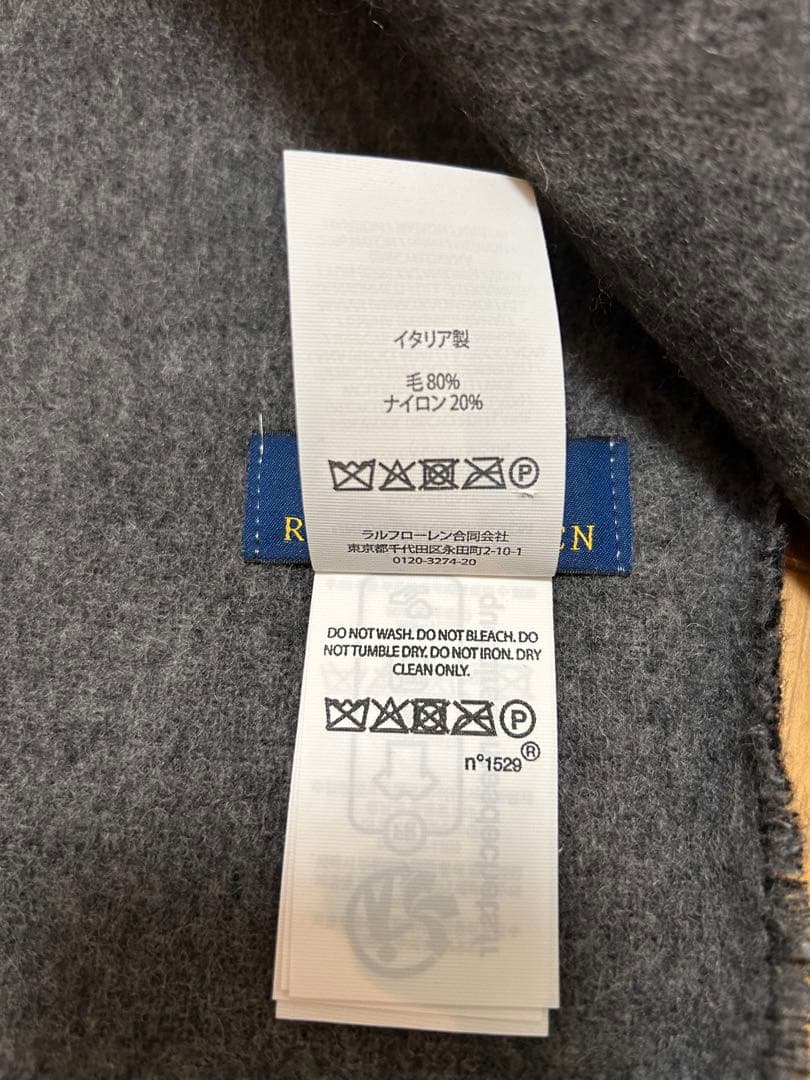 イタリア製
毛 80%
ナイロン 20%
P
ラルフローレン合同会社
東京都千代田区永田町2-10-1
0120-3274-20
R EN
DO NOT WASH. DO NOT BLEACH. DO
NOT TUMBLE DRY. DO NOT IRON. DRY
CLEAN ONLY.
P
n°1529®